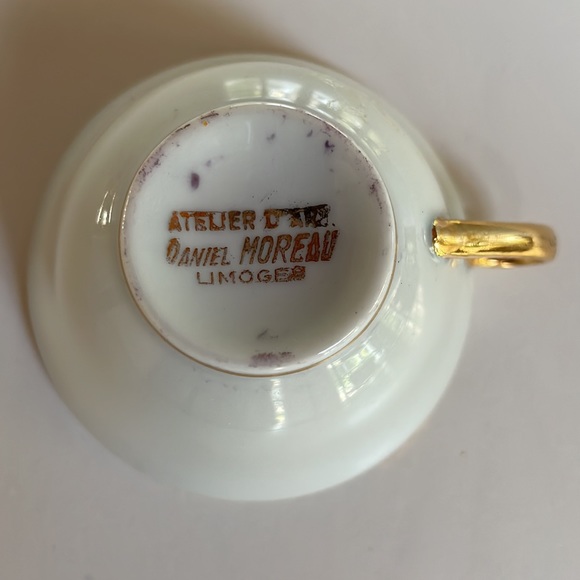 ATELIER D'ART.
DANIEL MOREAU
LIMOGES